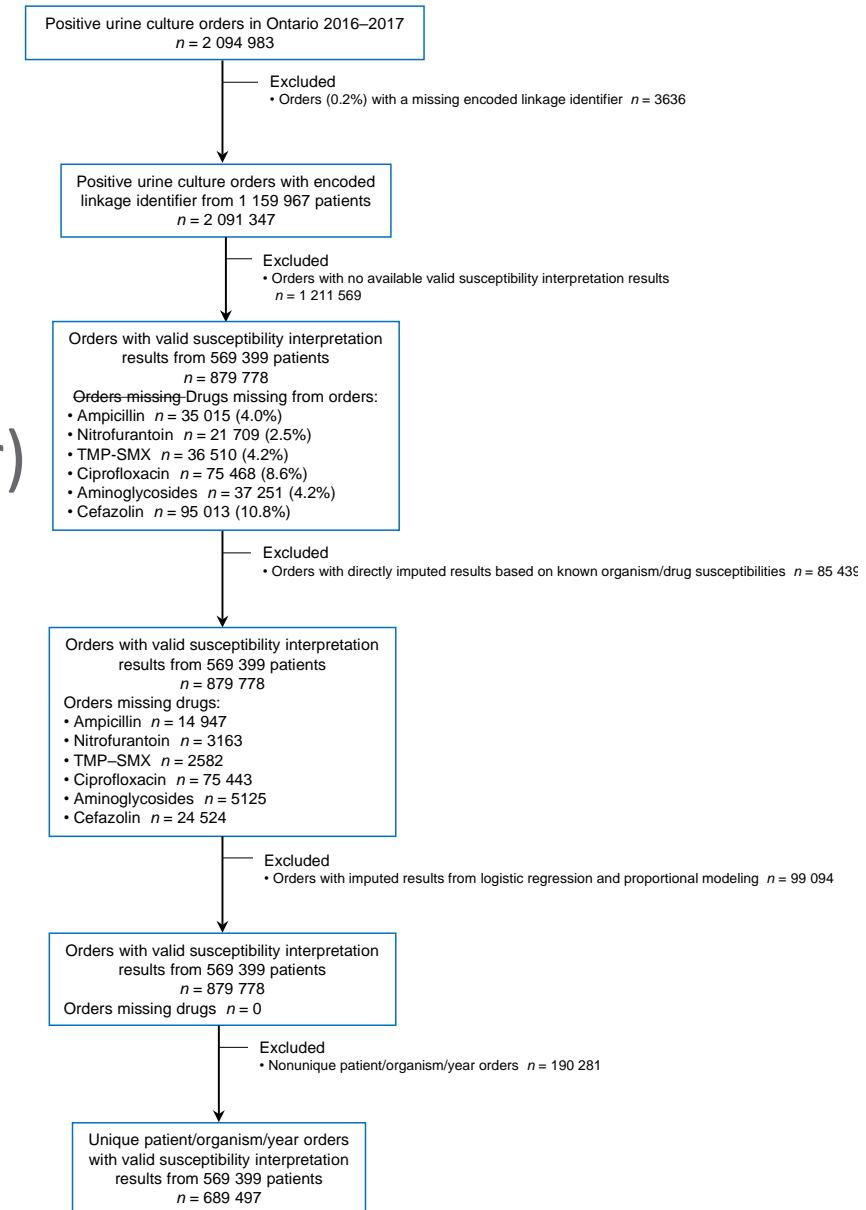 Positive urine culture orders in Ontario 2016–2017
n = 2 094 983
Excluded
• Orders (0.2%) with a missing encoded linkage identifier n = 3636
Positive urine culture orders with encoded
linkage identifier from 1 159 967 patients
n = 2 091 347
Excluded
• Orders with no available valid susceptibility interpretation results
n = 1 211 569
Orders with valid susceptibility interpretation
results from 569 399 patients
n = 879 778
Orders missing Drugs missing from orders:
• Ampicillin n = 35 015 (4.0%)
• Nitrofurantoin n = 21 709 (2.5%)
• TMP-SMX n = 36 510 (4.2%)
• Ciprofloxacin n = 75 468 (8.6%)
• Aminoglycosides n = 37 251 (4.2%)
• Cefazolin n = 95 013 (10.8%)
Excluded
• Orders with directly imputed results based on known organism/drug susceptibilities n = 85 439
Orders with valid susceptibility interpretation
results from 569 399 patients
n = 879 778
Orders missing drugs:
• Ampicillin n = 14 947
• Nitrofurantoin n = 3163
• TMP–SMX n = 2582
• Ciprofloxacin n = 75 443
• Aminoglycosides n = 5125
• Cefazolin n = 24 524
Excluded
• Orders with imputed results from logistic regression and proportional modeling n = 99 094
Orders with valid susceptibility interpretation
results from 569 399 patients
n = 879 778
Orders missing drugs n = 0
Excluded
• Nonunique patient/organism/year orders n = 190 281
Unique patient/organism/year orders
with valid susceptibility interpretation
results from 569 399 patients
n = 689 497